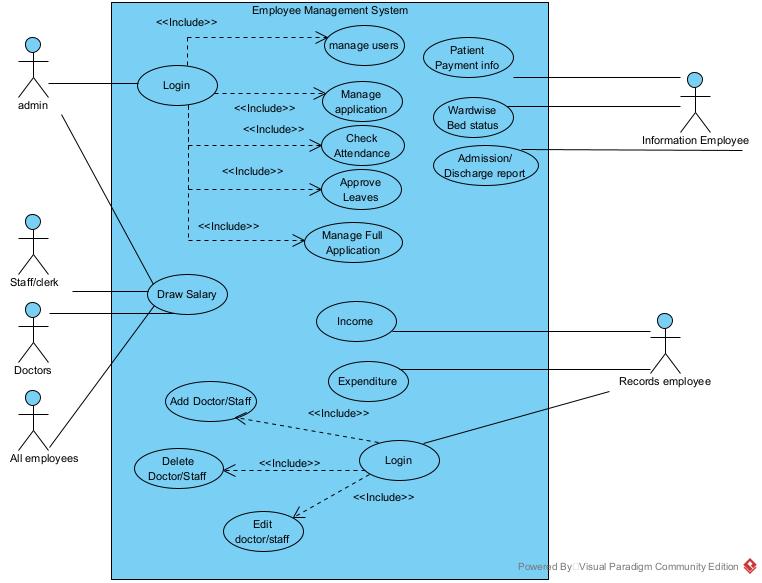 Employee Management System
<<Include>>
manage users
Patient
Payment info
Login
admin
Manage
application
<<Include>>
Wardwise
Bed status
Information Employee
<<Include>>
Check
Attendance
Admission/
Discharge report
<<Include>>
Approve
Leaves
<<Include>>
Manage Full
Application
Staff/clerk
Draw Salary
Income
Doctors
Expenditure
Records employee
Add Doctor/Staff
<<Include>>
All employees
Delete
Doctor/Staff
<<Include>>
Login
<<Include>>
Edit
doctor/staff
Powered By Visual Paradigm Community Edition